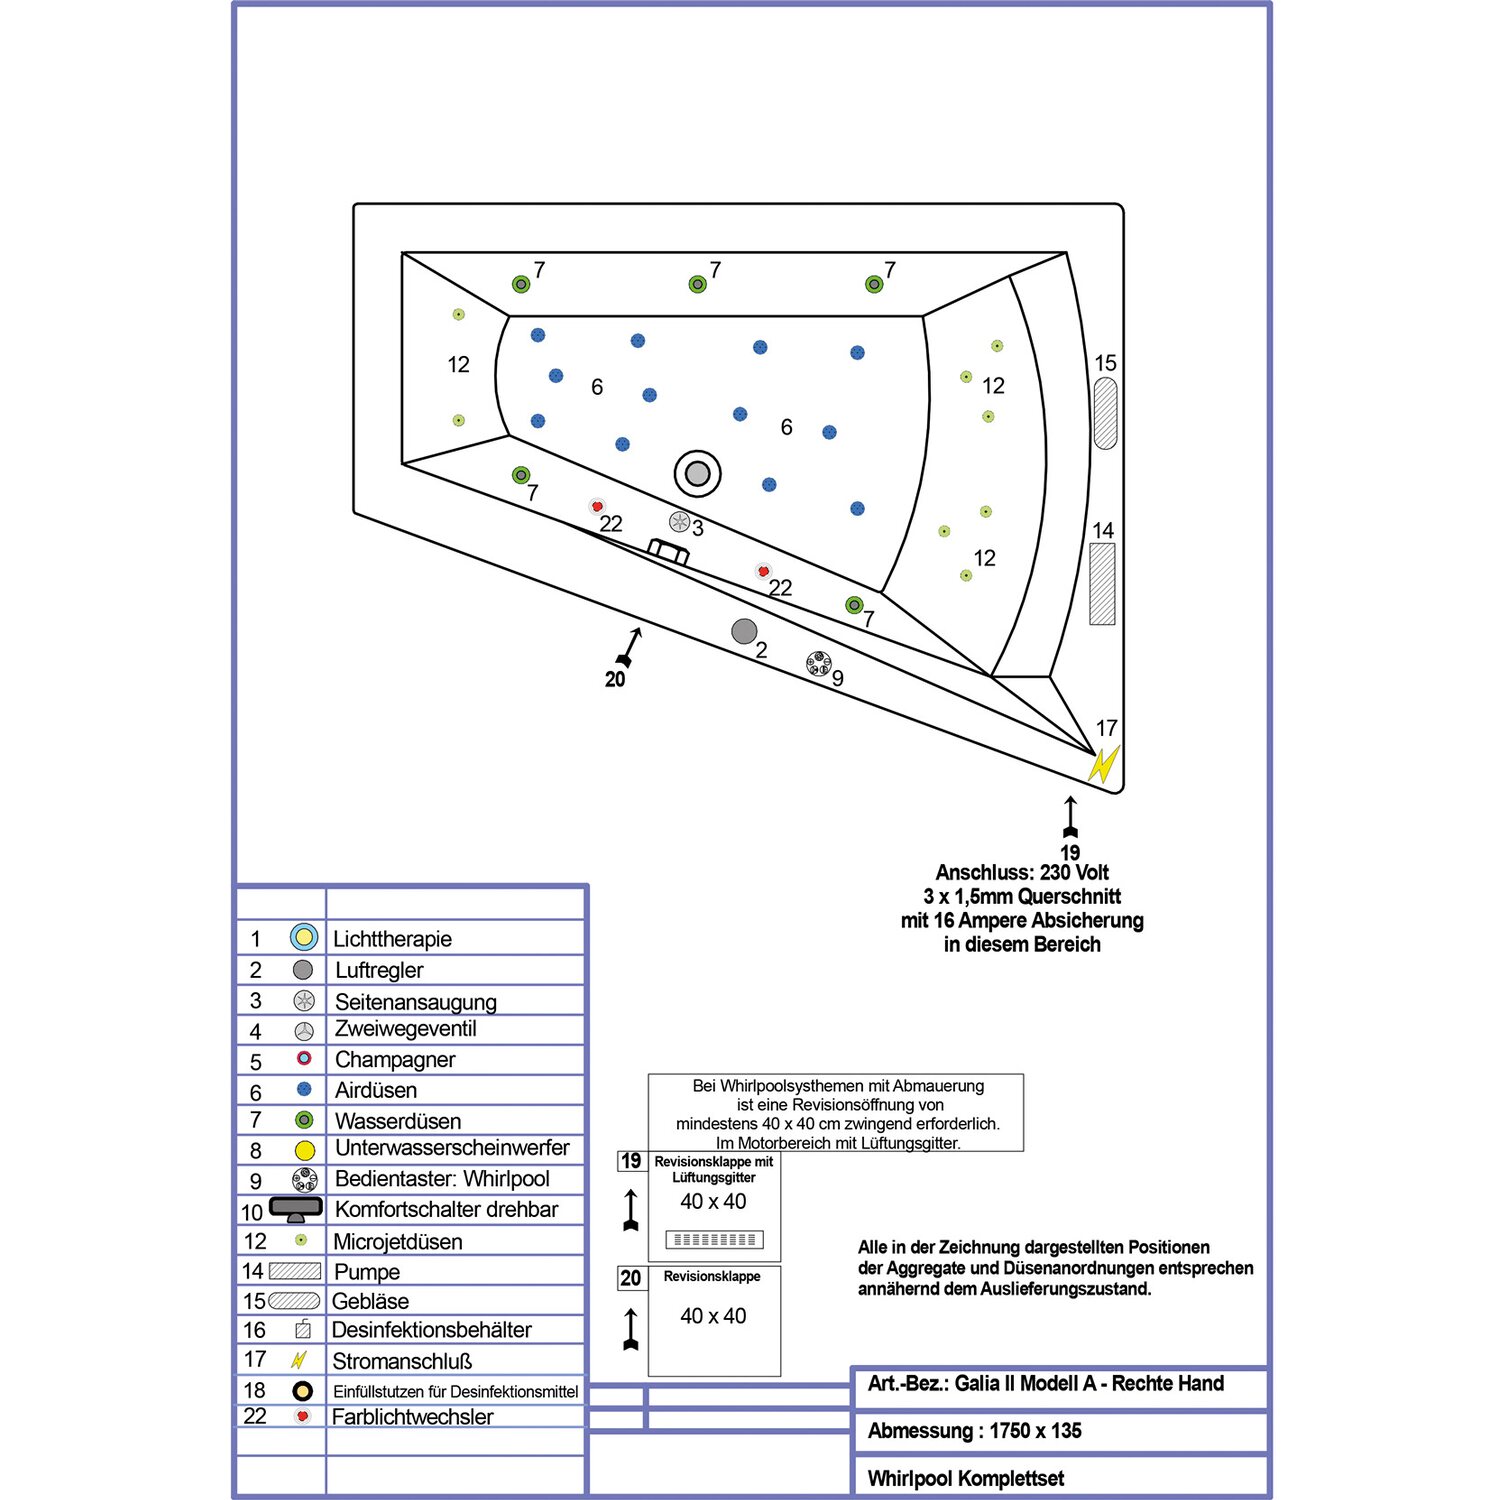 7
7
7
12
15
12
6
6
7
22
3
14
12
22
7
2
9
20
17
19
Anschluss: 230 Volt
3 x 1,5mm Querschnitt
mit 16 Ampere Absicherung
in diesem Bereich
1 Lichttherapie
2 Luftregler
3 Seitenansaugung
4 Zweiwegeventil
5 Champagner
6 Airdüsen
7 Wasserdüsen
8 Unterwasserscheinwerfer
9 Bedientaster: Whirlpool
10 Komfortschalter drehbar
12 Microjetdüsen
14 Pumpe
15 Gebläse
16 Desinfektionsbehälter
17 Stromanschluß
18 Einfüllstutzen für Desinfektionsmittel
22 Farblichtwechsler
Bei Whirlpoolsysthemen mit Abmauerung
ist eine Revisionsöffnung von
mindestens 40 x 40 cm zwingend erforderlich.
Im Motorbereich mit Lüftungsgitter.
19 Revisionsklappe mit
Lüftungsgitter
40 x 40
20 Revisionsklappe
40 x 40
Alle in der Zeichnung dargestellten Positionen
der Aggregate und Düsenanordnungen entsprechen
annähernd dem Auslieferungszustand.
Art.-Bez.: Galia II Modell A - Rechte Hand
Abmessung : 1750 x 135
Whirlpool Komplettset